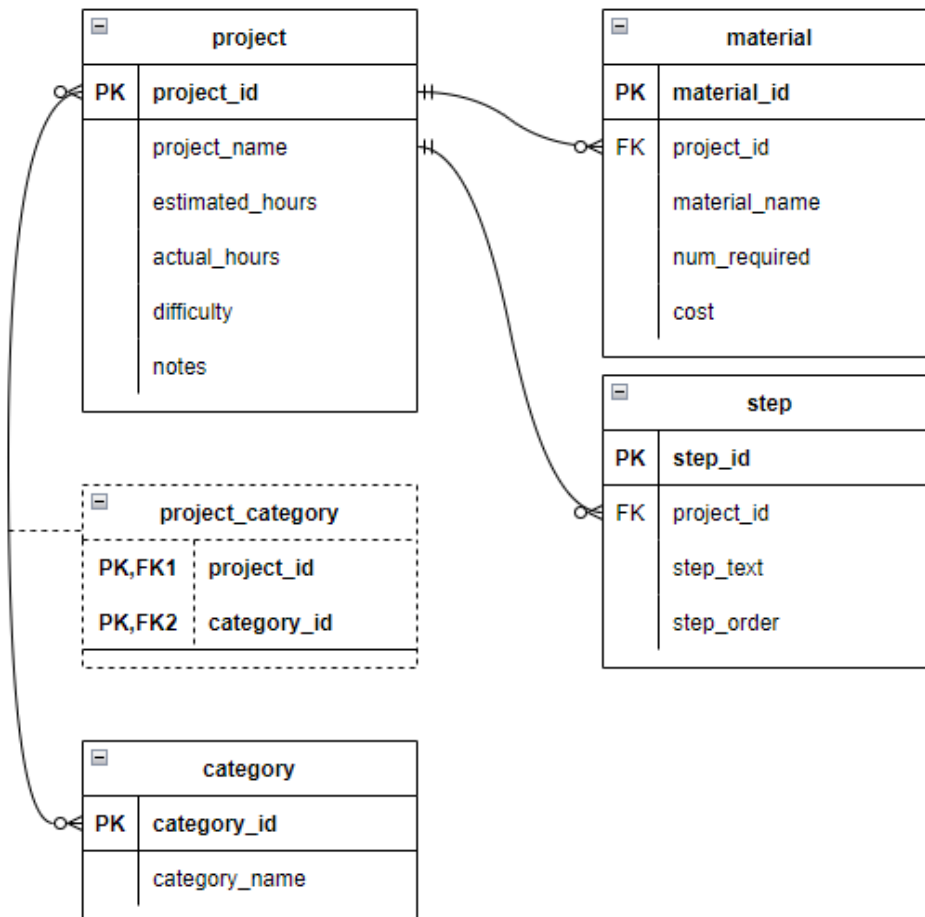 project
PK project_id
project_name
estimated_hours
actual_hours
difficulty
notes
material
PK material_id
FK project_id
material_name
num_required
cost
step
PK step_id
FK project_id
step_text
step_order
project_category
PK,FK1 project_id
PK,FK2 category_id
category
PK category_id
category_name